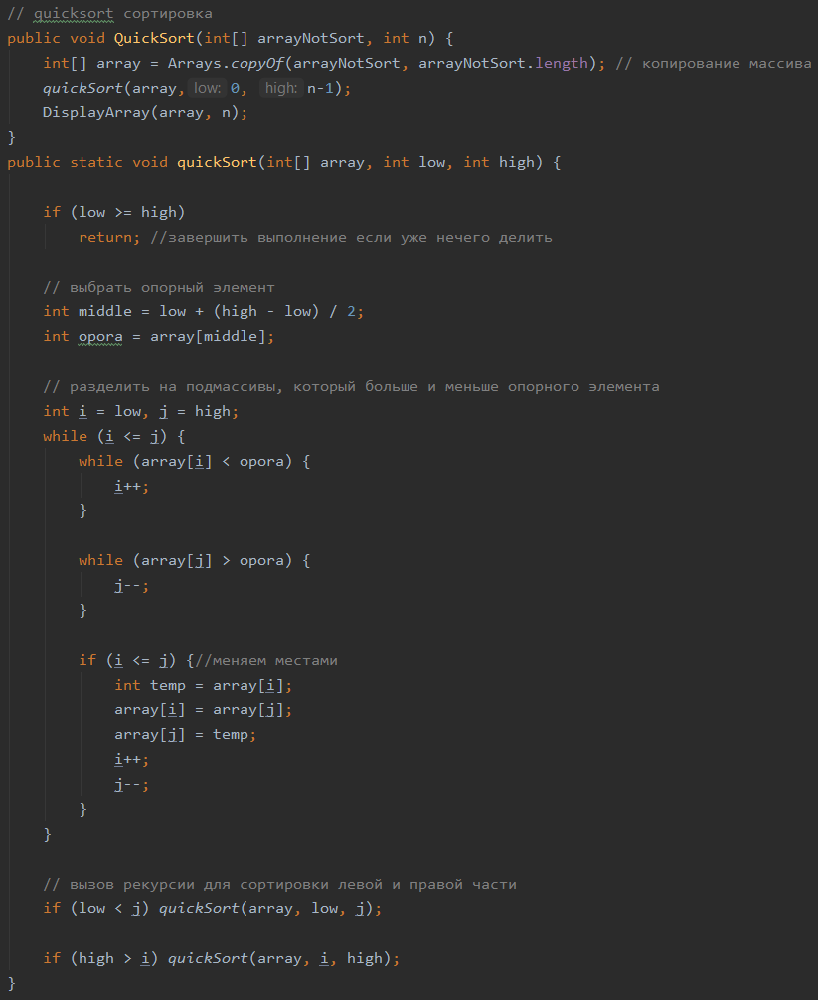 // quicksort сортировка
public void QuickSort(int[] arrayNotSort, int n) {
    int[] array = Arrays.copyOf(arrayNotSort, arrayNotSort.length); // копирование массива
    quickSort(array, low: 0, high: n-1);
    DisplayArray(array, n);
}
public static void quickSort(int[] array, int low, int high) {

    if (low >= high)
        return; //завершить выполнение если уже нечего делить

    // выбрать опорный элемент
    int middle = low + (high - low) / 2;
    int opora = array[middle];

    // разделить на подмассивы, который больше и меньше опорного элемента
    int i = low, j = high;
    while (i <= j) {
        while (array[i] < opora) {
            i++;
        }

        while (array[j] > opora) {
            j--;
        }

        if (i <= j) {//меняем местами
            int temp = array[i];
            array[i] = array[j];
            array[j] = temp;
            i++;
            j--;
        }
    }

    // вызов рекурсии для сортировки левой и правой части
    if (low < j) quickSort(array, low, j);

    if (high > i) quickSort(array, i, high);
}